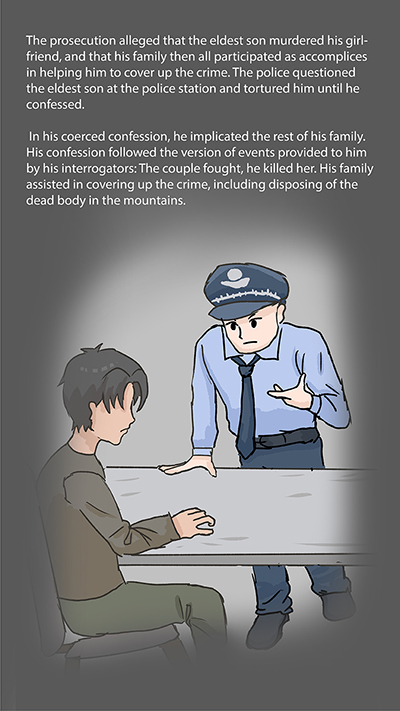 The prosecution alleged that the eldest son murdered his girl-
friend, and that his family then all participated as accomplices
in helping him to cover up the crime. The police questioned
the eldest son at the police station and tortured him until he
confessed.
In his coerced confession, he implicated the rest of his family.
His confession followed the version of events provided to him
by his interrogators: The couple fought, he killed her. His family
assisted in covering up the crime, including disposing of the
dead body in the mountains.